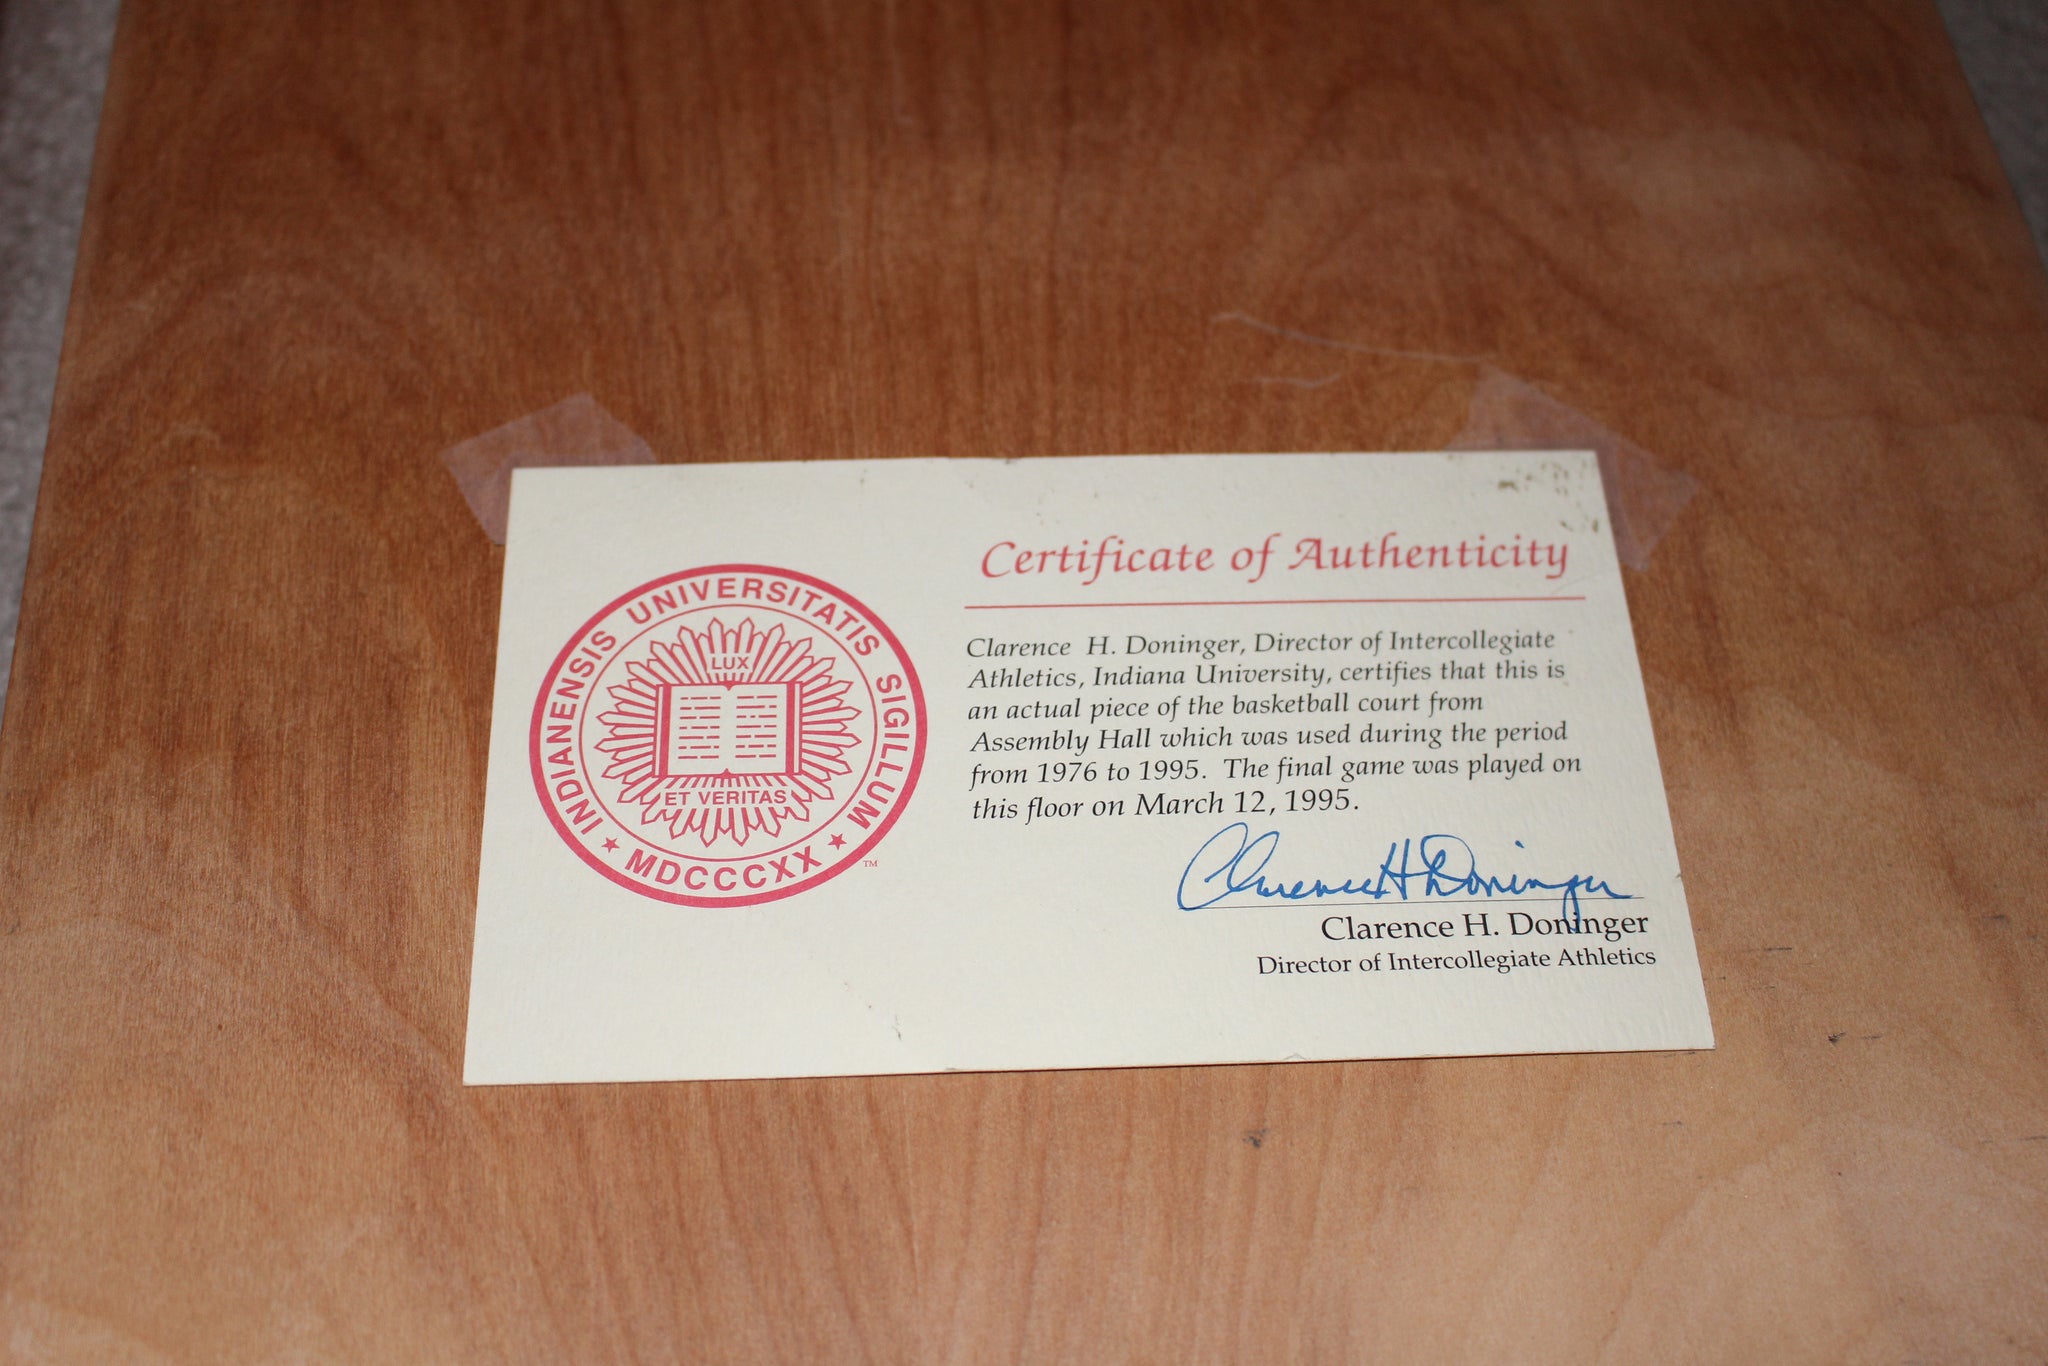 INDIANENSIS UNIVERSITATIS SIGILLUM
LUX
ET VERITAS
★ MDCCCXX ★
TM
Certificate of Authenticity
Clarence H. Doninger, Director of Intercollegiate
Athletics, Indiana University, certifies that this is
an actual piece of the basketball court from
Assembly Hall which was used during the period
from 1976 to 1995. The final game was played on
this floor on March 12, 1995.
Clarence H Doninger
Clarence H. Doninger
Director of Intercollegiate Athletics